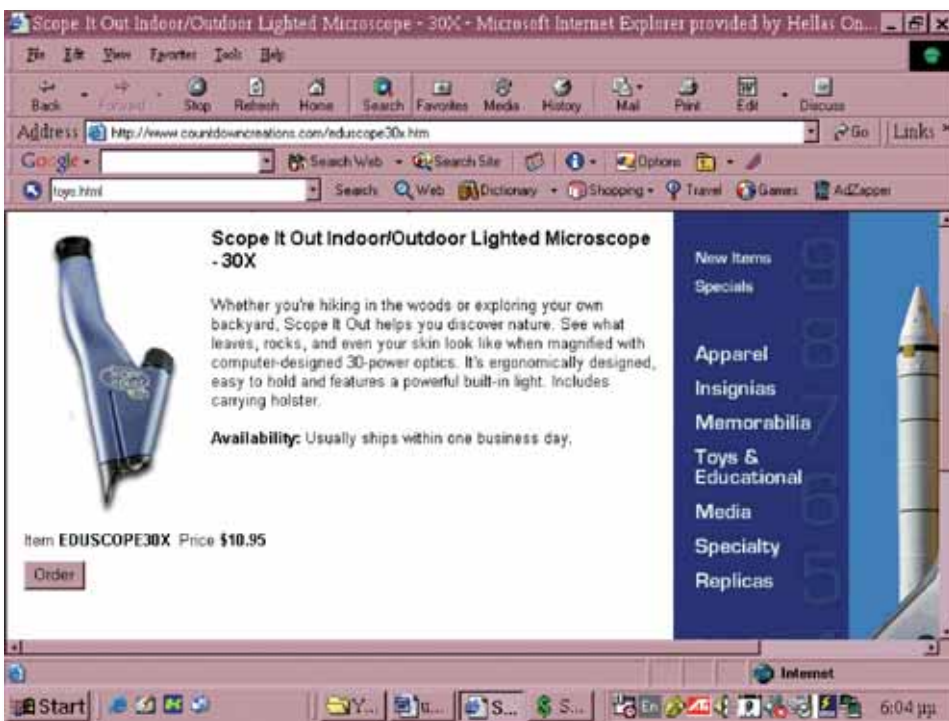 Scope It Out Indoor/Outdoor Lighted Microscope - 30X - Microsoft Internet Explorer provided by Hellas On...
File Edit View Favorites Tools Help
Back Forward Stop Refresh Home Search Favorites Media History Mail Print Edit Discuss
Address http://www.countdowncreations.com/eduscope30x.htm Go Links
Google Search Web Search Site Options
toys.html Search Web Dictionary Shopping Travel Games AdZapper
Scope It Out Indoor/Outdoor Lighted Microscope
- 30X
Whether you're hiking in the woods or exploring your own
backyard, Scope It Out helps you discover nature. See what
leaves, rocks, and even your skin look like when magnified with
computer-designed 30-power optics. It's ergonomically designed,
easy to hold and features a powerful built-in light. Includes
carrying holster.
Availability: Usually ships within one business day.
Item EDUSCOPE30X Price $10.95
Order
New Items
Specials
Apparel
Insignias
Memorabilia
Toys &
Educational
Media
Specialty
Replicas
9
8
7
6
5
Internet
Start Y... u... S... S... En 6:04 μμ